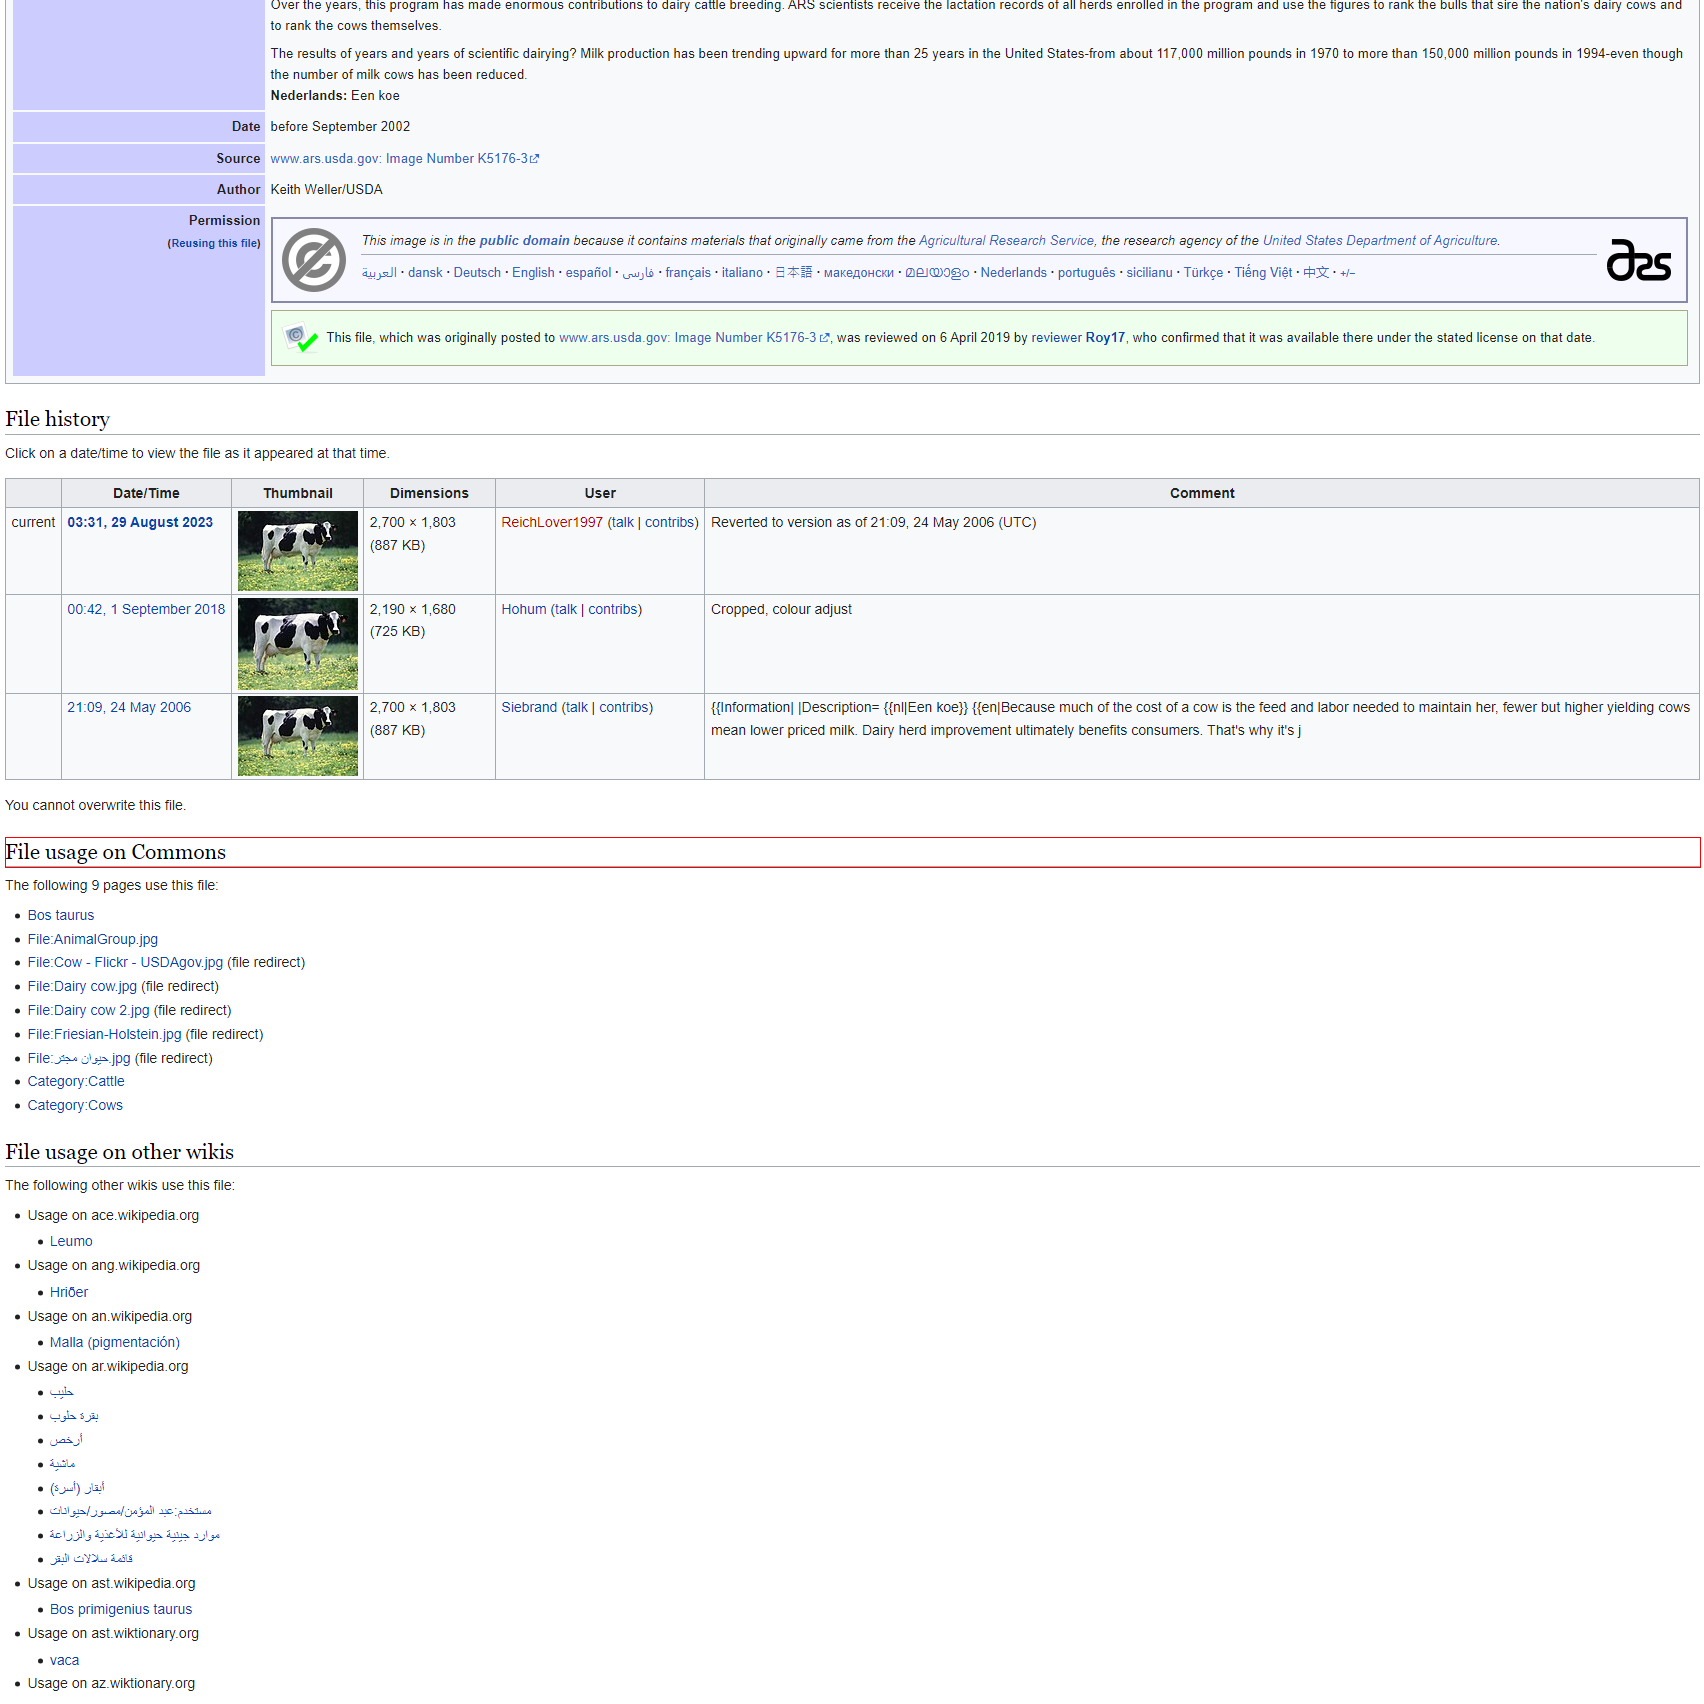 Over the years, this program has made enormous contributions to dairy cattle breeding. ARS scientists receive the lactation records of all herds enrolled in the program and use the figures to rank the bulls that sire the nation's dairy cows and
to rank the cows themselves.
The results of years and years of scientific dairying? Milk production has been trending upward for more than 25 years in the United States-from about 117,000 million pounds in 1970 to more than 150,000 million pounds in 1994-even though
the number of milk cows has been reduced.
Nederlands: Een koe
Date before September 2002
Source www.ars.usda.gov: Image Number K5176-3
Author Keith Weller/USDA
Permission
(Reusing this file)
This image is in the public domain because it contains materials that originally came from the Agricultural Research Service, the research agency of the United States Department of Agriculture.
العربية · dansk · Deutsch · English · español · فارسی · français · italiano · 日本語 · македонски · മലയാളം · Nederlands · português · sicilianu · Türkçe · Tiếng Việt · 中文 · +/−
ars
This file, which was originally posted to www.ars.usda.gov: Image Number K5176-3, was reviewed on 6 April 2019 by reviewer Roy17, who confirmed that it was available there under the stated license on that date.
File history
Click on a date/time to view the file as it appeared at that time.
Date/Time Thumbnail Dimensions User Comment
current 03:31, 29 August 2023 2,700 × 1,803 ReichLover1997 (talk | contribs) Reverted to version as of 21:09, 24 May 2006 (UTC)
(887 KB)
00:42, 1 September 2018 2,190 × 1,680 Hohum (talk | contribs) Cropped, colour adjust
(725 KB)
21:09, 24 May 2006 2,700 × 1,803 Siebrand (talk | contribs) {{Information| |Description= {{nl|Een koe}} {{en|Because much of the cost of a cow is the feed and labor needed to maintain her, fewer but higher yielding cows
(887 KB) mean lower priced milk. Dairy herd improvement ultimately benefits consumers. That's why it's j
You cannot overwrite this file.
File usage on Commons
The following 9 pages use this file:
Bos taurus
File:AnimalGroup.jpg
File:Cow - Flickr - USDAgov.jpg (file redirect)
File:Dairy cow.jpg (file redirect)
File:Dairy cow 2.jpg (file redirect)
File:Friesian-Holstein.jpg (file redirect)
File:حيوان مجتر.jpg (file redirect)
Category:Cattle
Category:Cows
File usage on other wikis
The following other wikis use this file:
Usage on ace.wikipedia.org
Leumo
Usage on ang.wikipedia.org
Hriðer
Usage on an.wikipedia.org
Malla (pigmentación)
Usage on ar.wikipedia.org
حليب
بقرة حلوب
أرخص
ماشية
أبقار (أسرة)
مستخدم:عبد المؤمن/مصور/حيوانات
موارد جينية حيوانية للأغذية والزراعة
قائمة سلالات البقر
Usage on ast.wikipedia.org
Bos primigenius taurus
Usage on ast.wiktionary.org
vaca
Usage on az.wiktionary.org